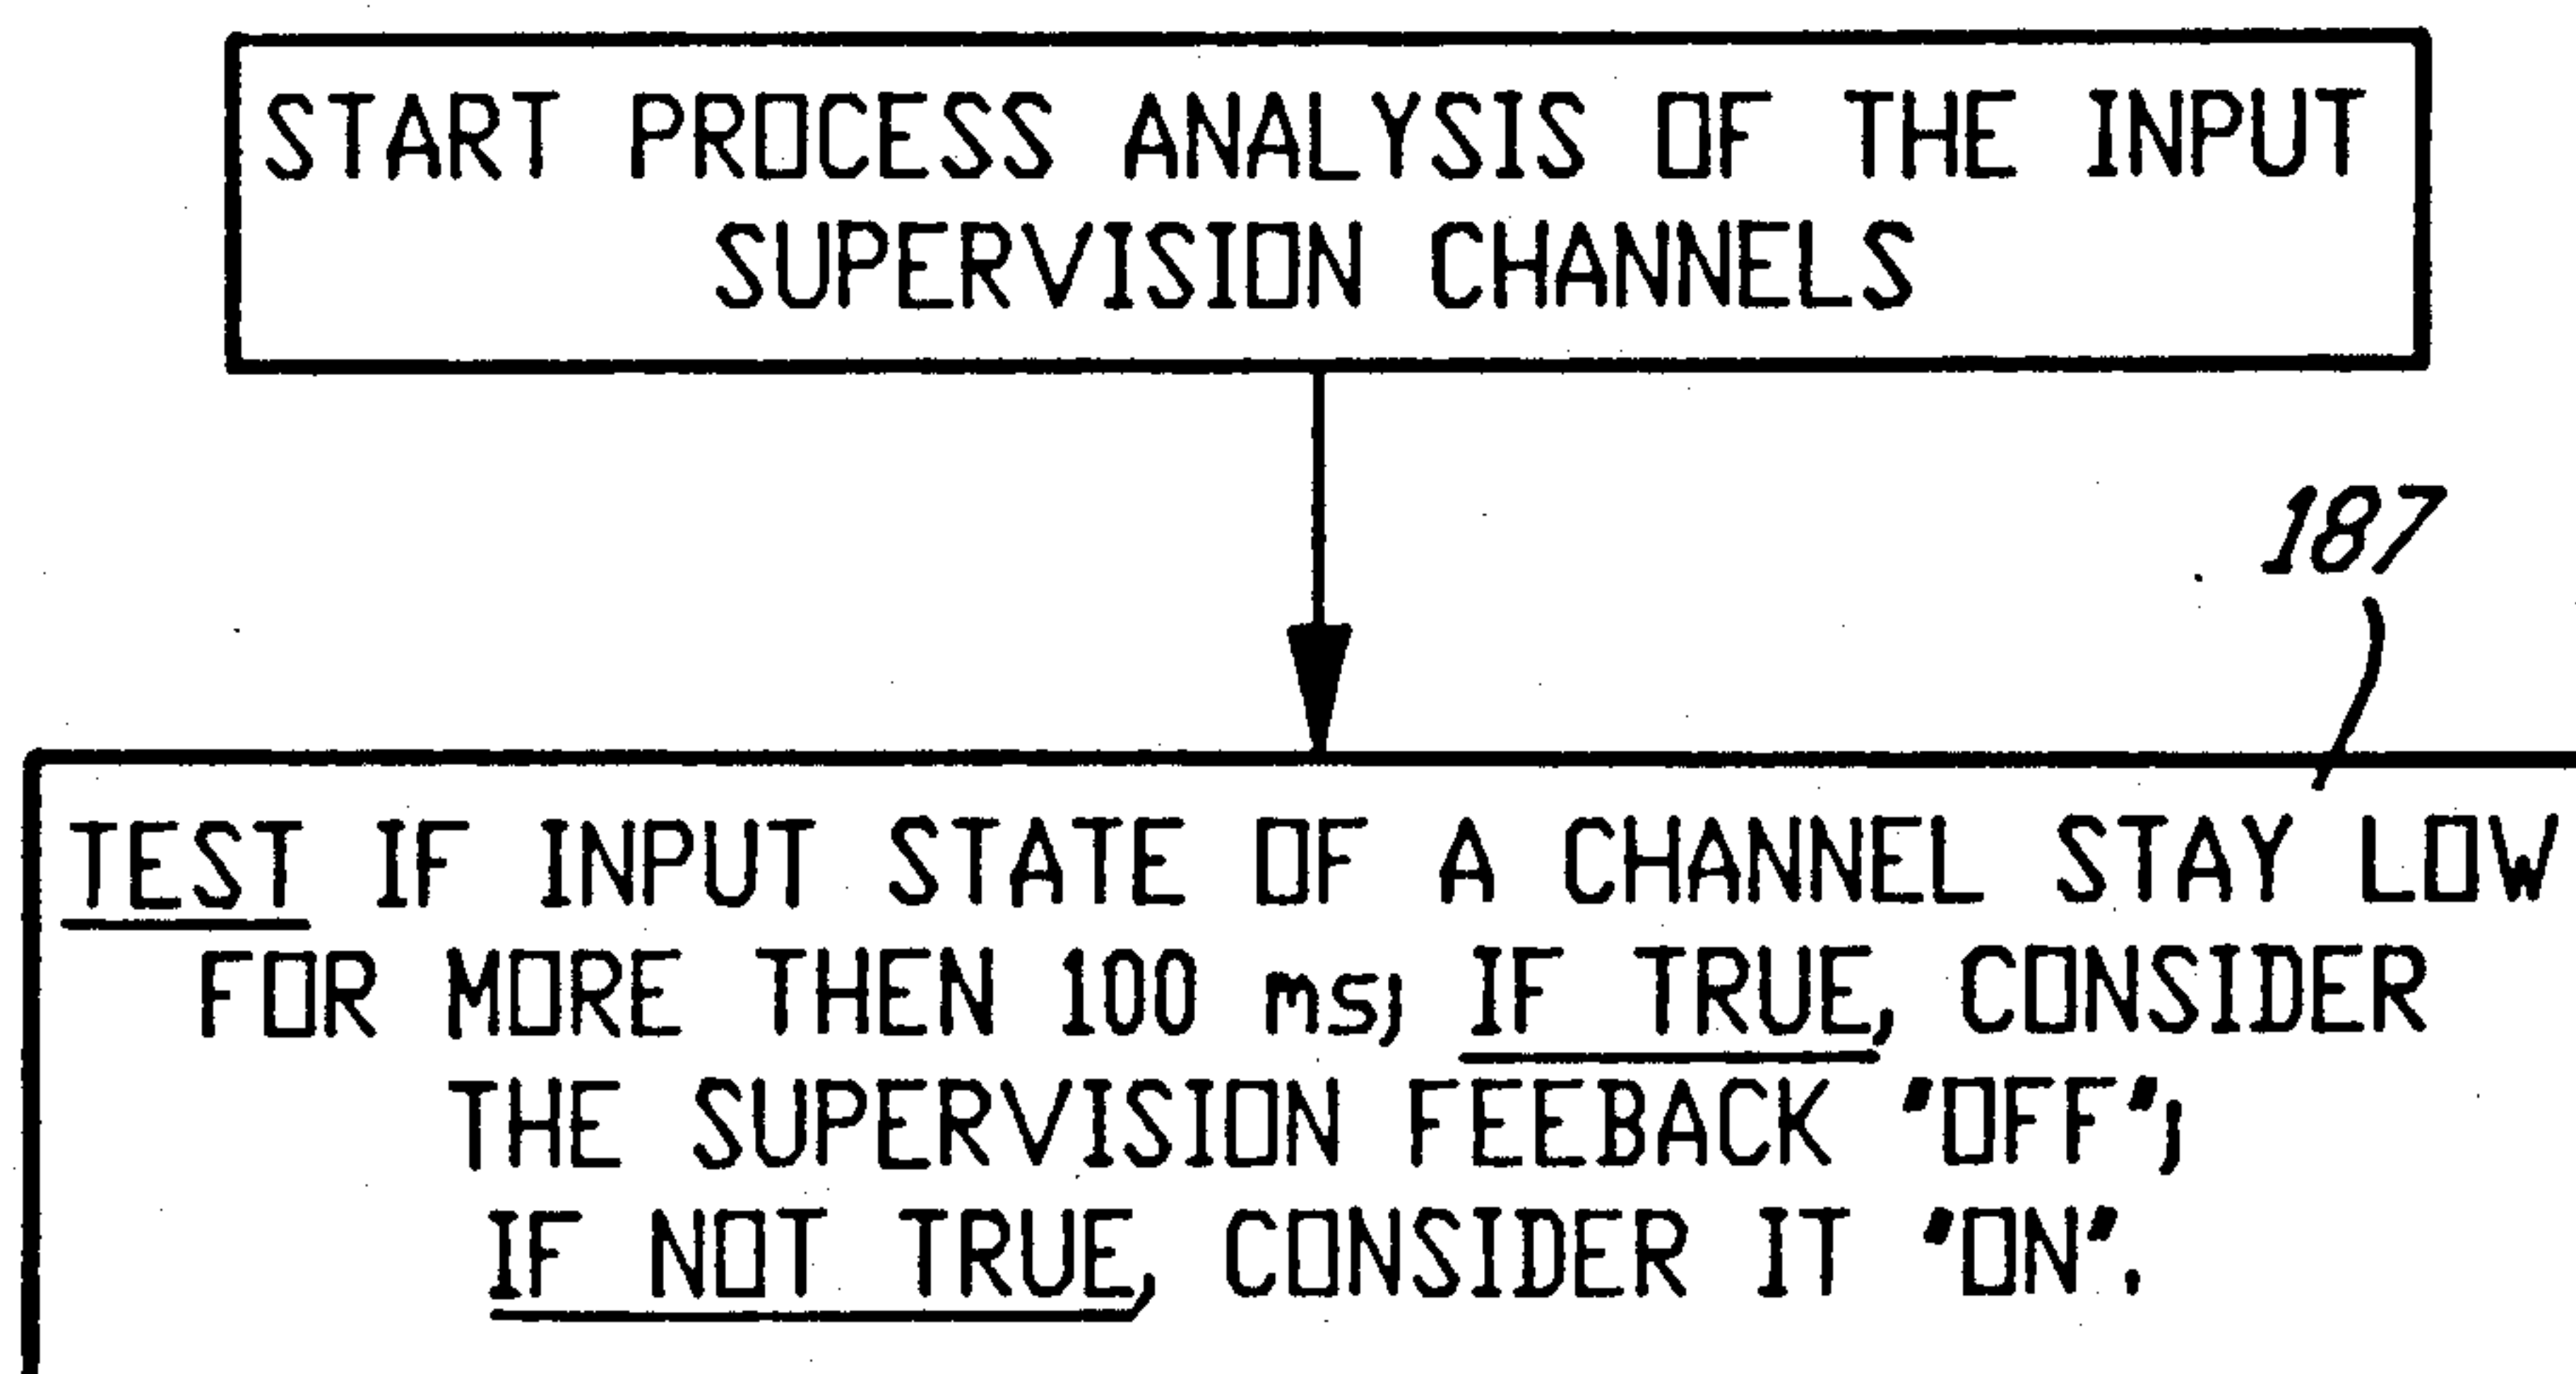 START PROCESS ANALYSIS OF THE INPUT
SUPERVISION CHANNELS
187
TEST IF INPUT STATE OF A CHANNEL STAY LOW
FOR MORE THEN 100 ms; IF TRUE, CONSIDER
THE SUPERVISION FEEBACK "OFF";
IF NOT TRUE, CONSIDER IT "ON".